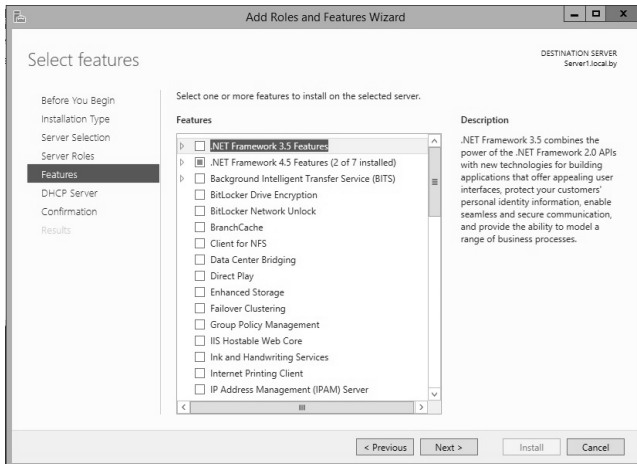 Add Roles and Features Wizard
Select features
DESTINATION SERVER
Server1.local.by
Before You Begin
Installation Type
Server Selection
Server Roles
Features
DHCP Server
Confirmation
Results
Select one or more features to install on the selected server.
Features
.NET Framework 3.5 Features
.NET Framework 4.5 Features (2 of 7 installed)
Background Intelligent Transfer Service (BITS)
BitLocker Drive Encryption
BitLocker Network Unlock
BranchCache
Client for NFS
Data Center Bridging
Direct Play
Enhanced Storage
Failover Clustering
Group Policy Management
IIS Hostable Web Core
Ink and Handwriting Services
Internet Printing Client
IP Address Management (IPAM) Server
Description
.NET Framework 3.5 combines the
power of the .NET Framework 2.0 APIs
with new technologies for building
applications that offer appealing user
interfaces, protect your customers'
personal identity information, enable
seamless and secure communication,
and provide the ability to model a
range of business processes.
< Previous
Next >
Install
Cancel